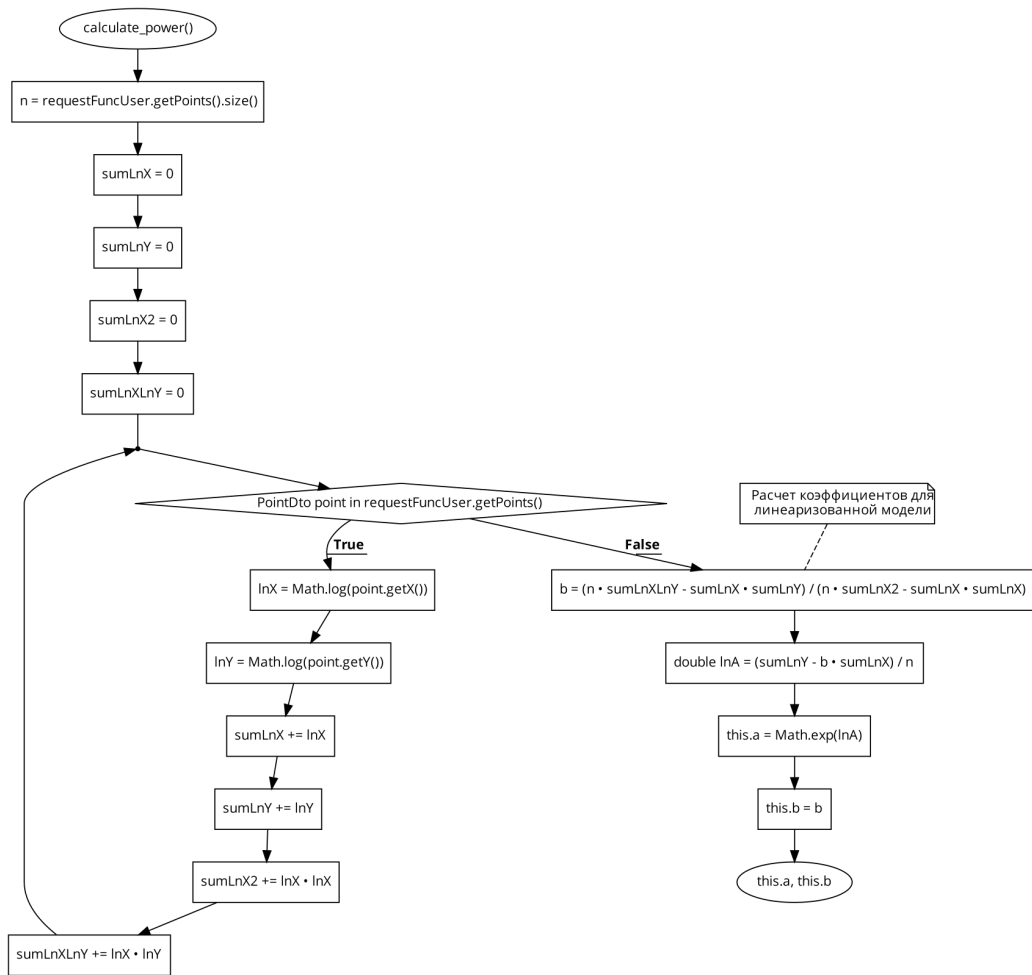 calculate_power()
n = requestFuncUser.getPoints().size()
sumLnX = 0
sumLnY = 0
sumLnX2 = 0
sumLnXLnY = 0
PointDto point in requestFuncUser.getPoints()
Расчет коэффициентов для
линеаризованной модели
True
False
lnX = Math.log(point.getX())
lnY = Math.log(point.getY())
sumLnX += lnX
sumLnY += lnY
sumLnX2 += lnX • lnX
sumLnXLnY += lnX • lnY
b = (n • sumLnXLnY - sumLnX • sumLnY) / (n • sumLnX2 - sumLnX • sumLnX)
double lnA = (sumLnY - b • sumLnX) / n
this.a = Math.exp(lnA)
this.b = b
this.a, this.b